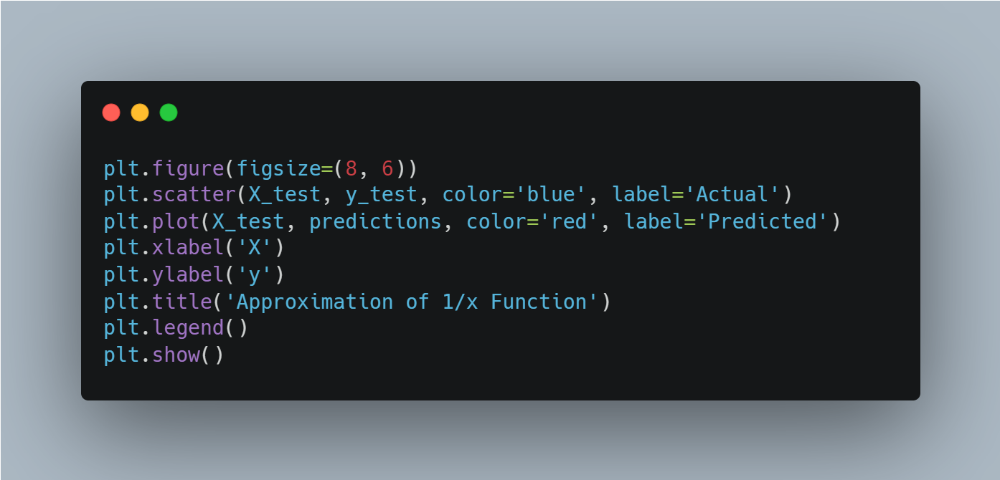 plt.figure(figsize=(8, 6))
plt.scatter(X_test, y_test, color='blue', label='Actual')
plt.plot(X_test, predictions, color='red', label='Predicted')
plt.xlabel('X')
plt.ylabel('y')
plt.title('Approximation of 1/x Function')
plt.legend()
plt.show()